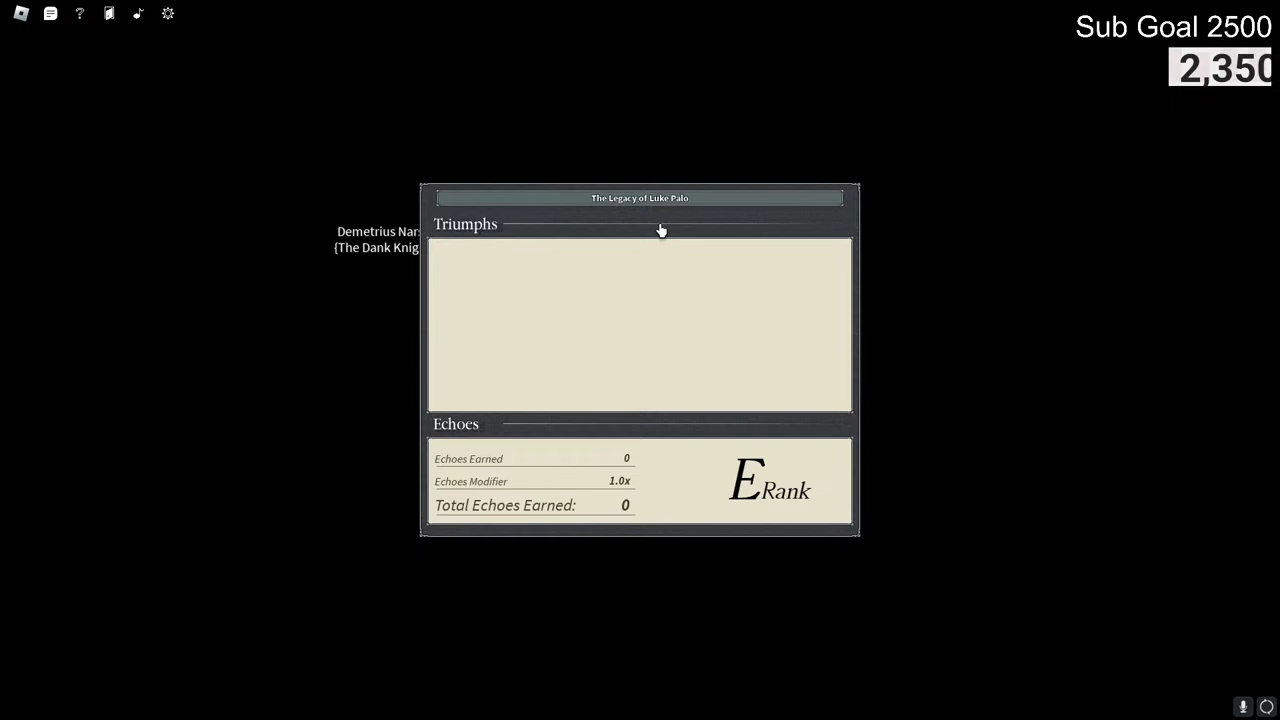 Sub Goal 2500
2,350
The Legacy of Luke Palo
Triumphs
Demetrius Nar
{The Dank Knig
Echoes
Echoes Earned 0
Echoes Modifier 1.0x
Total Echoes Earned: 0
E Rank